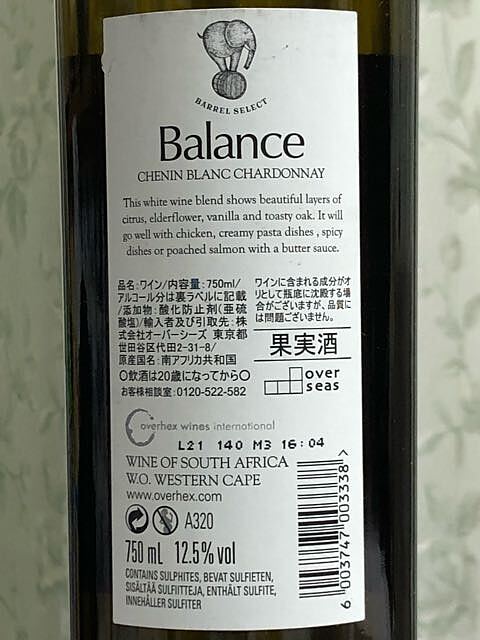 BARREL SELECT
Balance
CHENIN BLANC CHARDONNAY
This white wine blend shows beautiful layers of
citrus, elderflower, vanilla and toasty oak. It will
go well with chicken, creamy pasta dishes , spicy
dishes or poached salmon with a butter sauce.
品名:ワイン/内容量:750ml/
アルコール分は裏ラベルに記載
/添加物:酸化防止剤(亜硫
酸塩)/輸入者及び引取先:株
式会社オーバーシーズ 東京都
世田谷区代田2-31-8/
原産国名:南アフリカ共和国
〇飲酒は20歳になってから〇
お客様相談室:0120-522-582
ワインに含まれる成分がオ
リとして瓶底に沈殿する場
合がございますが、品質に
は問題ございません。
果実酒
over
seas
overhex wines international
L21 140 M3 16:04
WINE OF SOUTH AFRICA
W.O. WESTERN CAPE
www.overhex.com
A320
750 mL 12.5% vol
CONTAINS SULPHITES, BEVAT SULFIETEN,
SISÄLTÄÄ SULFIITTEJA, ENTHÄLT SULFITE,
INNEHÅLLER SULFITER
6 003747 003338 >